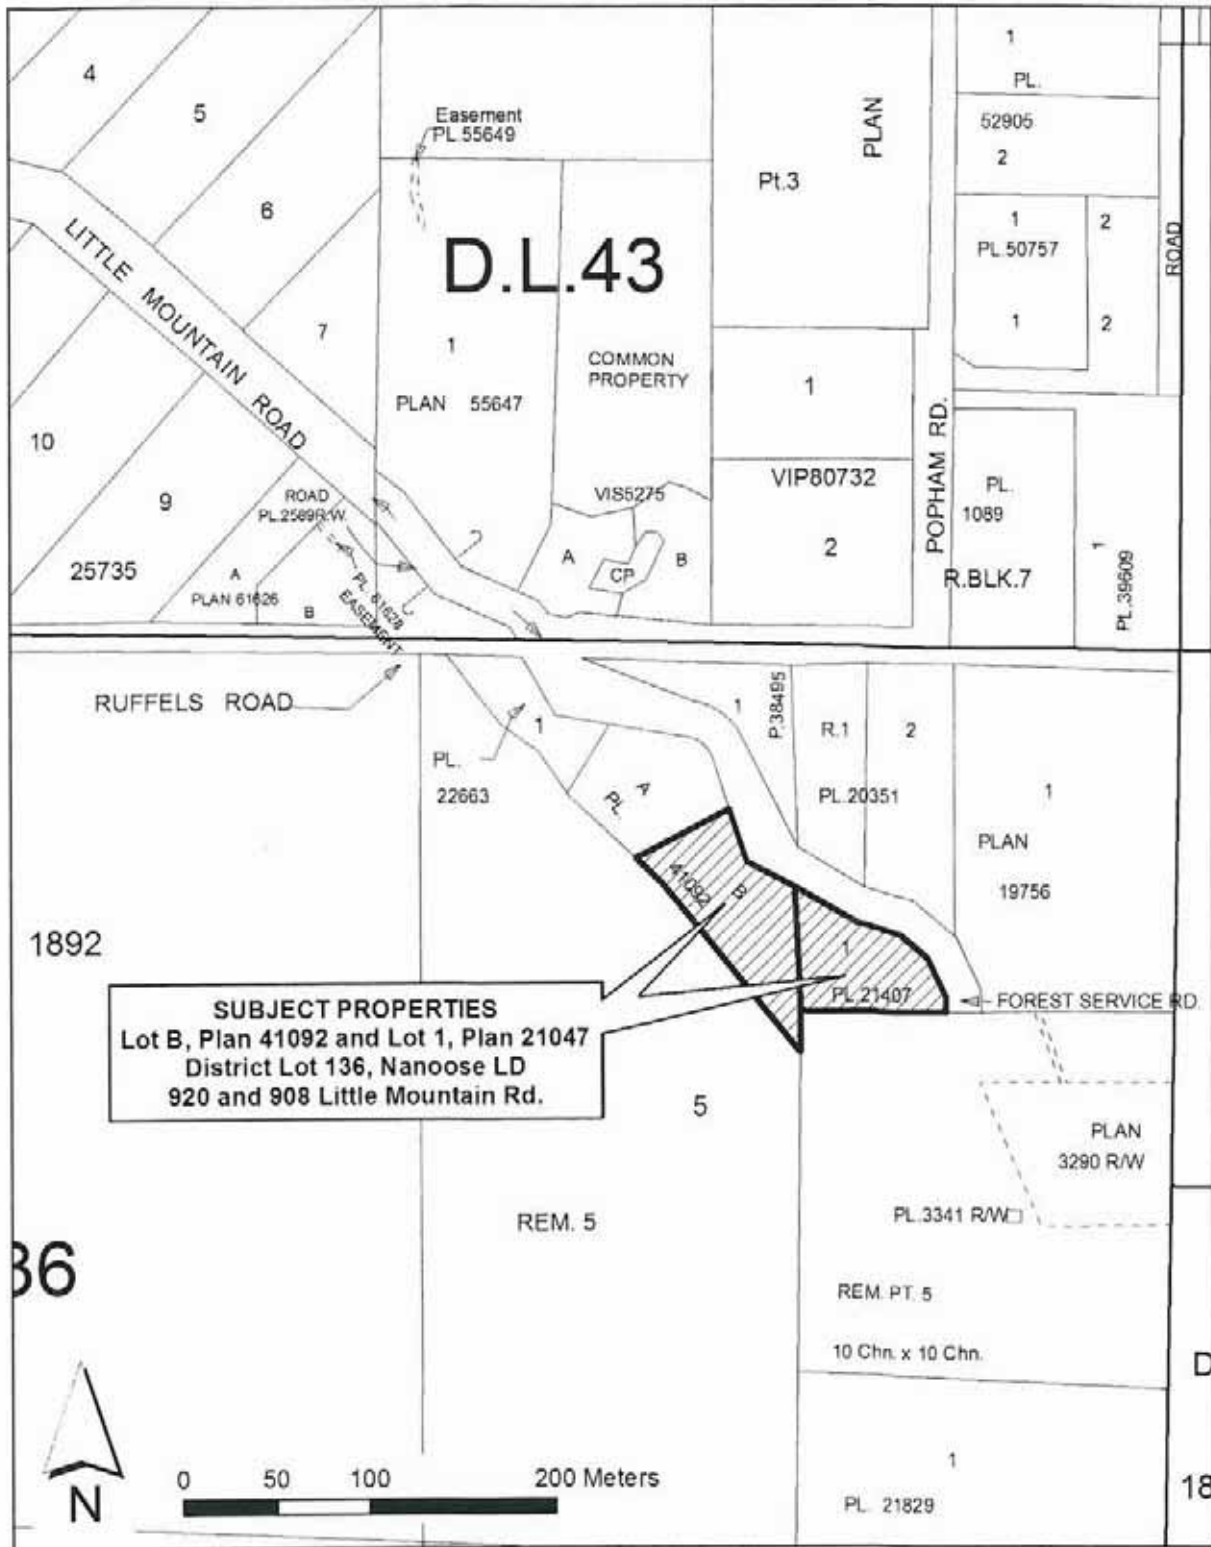 4
5
Easement
PL.55649
PLAN
1
PL.
52905
2
Pt.3
6
1
2
PL.50757
ROAD
LITTLE MOUNTAIN ROAD
D.L.43
7
1
1
2
COMMON
PROPERTY
1
PLAN 55647
10
POPHAM RD.
9
ROAD
PL.2569R.W.
VIS5275
VIP80732
PL.
1089
2
A
CP
B
1
PL.39609
R.BLK.7
25735
A
PLAN 61626
B
PL. 61628
EASEMENT
RUFFELS ROAD
1
1
P.38495
R.1
2
PL.
22663
A
PL.
PL.20351
1
PLAN
19756
41092
B
1892
1
PL.21407
FOREST SERVICE RD.
SUBJECT PROPERTIES
Lot B, Plan 41092 and Lot 1, Plan 21047
District Lot 136, Nanoose LD
920 and 908 Little Mountain Rd.
5
PLAN
3290 R/W
PL.3341 R/W
REM. 5
36
REM. PT. 5
10 Chn. x 10 Chn.
D
0 50 100 200 Meters
N
1
PL. 21829
18